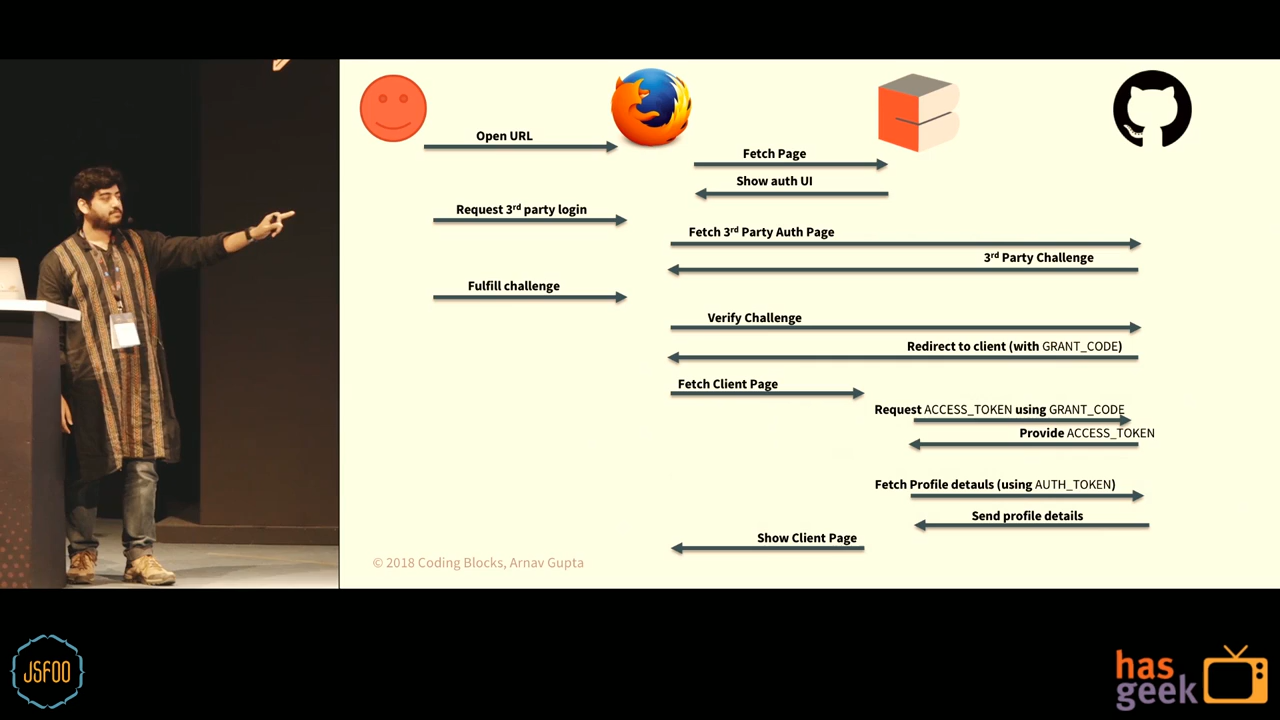 Open URL
Fetch Page
Show auth UI
Request 3rd party login
Fetch 3rd Party Auth Page
3rd Party Challenge
Fulfill challenge
Verify Challenge
Redirect to client (with GRANT_CODE)
Fetch Client Page
Request ACCESS_TOKEN using GRANT_CODE
Provide ACCESS_TOKEN
Fetch Profile detauls (using AUTH_TOKEN)
Send profile details
Show Client Page
© 2018 Coding Blocks, Arnav Gupta
JSFOO
has
geek